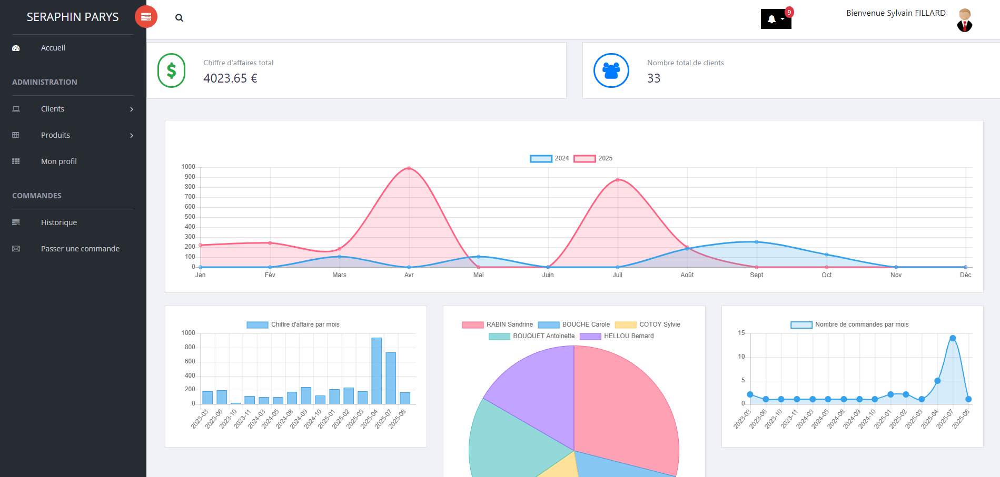 SERAPHIN PARYS
9
Bienvenue Sylvain FILLARD
Accueil
ADMINISTRATION
Clients
Produits
Mon profil
COMMANDES
Historique
Passer une commande
Chiffre d'affaires total
4023.65 €
Nombre total de clients
33
2024 2025
1000
900
800
700
600
500
400
300
200
100
0
Jan Fév Mars Avr Mai Juin Juil Août Sept Oct Nov Déc
Chiffre d'affaire par mois
1000
800
600
400
200
0
2023-03 2023-06 2023-10 2023-11 2024-03 2024-05 2024-08 2024-09 2024-10 2025-01 2025-02 2025-03 2025-04 2025-07 2025-08
RABIN Sandrine BOUCHE Carole COTOY Sylvie
BOUQUET Antoinette HELLOU Bernard
Nombre de commandes par mois
15
10
5
0
2023-03 2023-06 2023-10 2023-11 2024-03 2024-05 2024-08 2024-09 2024-10 2025-01 2025-02 2025-03 2025-04 2025-07 2025-08